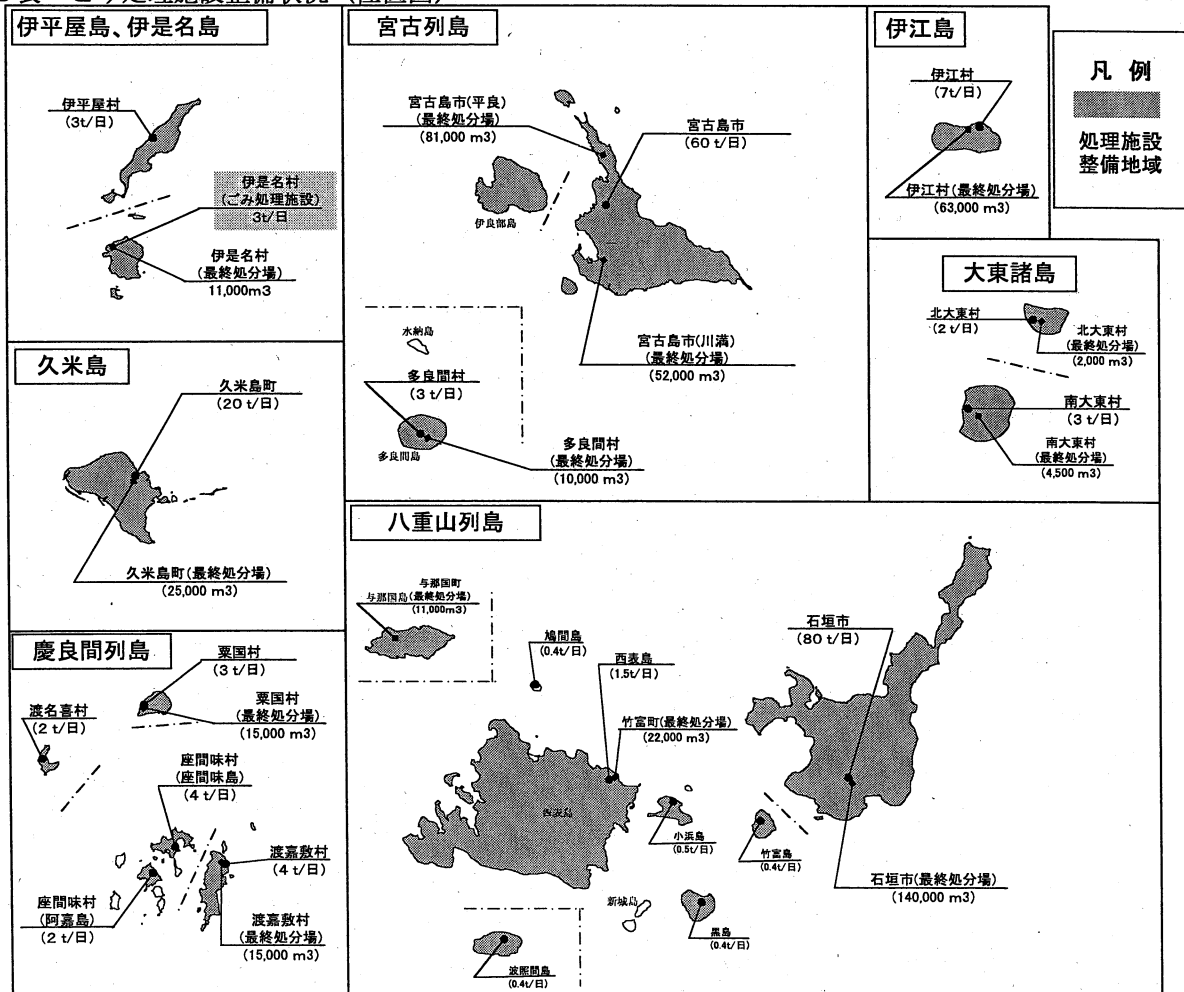 伊平屋島、伊是名島
伊平屋村
(3t/日)
伊是名村
(ごみ処理施設)
3t/日
伊是名村
(最終処分場)
11,000m3
宮古列島
宮古島市(平良)
(最終処分場)
(81,000 m3)
宮古島市
(60 t/日)
伊良部島
宮古島市(川満)
(最終処分場)
(52,000 m3)
水納島
多良間村
(3 t/日)
多良間島
多良間村
(最終処分場)
(10,000 m3)
伊江島
伊江村
(7t/日)
伊江村(最終処分場)
(63,000 m3)
凡 例
処理施設
整備地域
大東諸島
北大東村
(2 t/日)
北大東村
(最終処分場)
(2,000 m3)
南大東村
(3 t/日)
南大東村
(最終処分場)
(4,500 m3)
久米島
久米島町
(20 t/日)
久米島町(最終処分場)
(25,000 m3)
慶良間列島
粟国村
(3 t/日)
粟国村
(最終処分場)
(15,000 m3)
渡名喜村
(2 t/日)
座間味村
(座間味島)
(4 t/日)
渡嘉敷村
(4 t/日)
座間味村
(阿嘉島)
(2 t/日)
渡嘉敷村
(最終処分場)
(15,000 m3)
八重山列島
与那国町
与那国島(最終処分場)
(11,000m3)
鳩間島
(0.4t/日)
西表島
(1.5t/日)
竹富町(最終処分場)
(22,000 m3)
石垣市
(80 t/日)
西表島
小浜島
(0.5t/日)
竹富島
(0.4t/日)
石垣市(最終処分場)
(140,000 m3)
新城島
黒島
(0.4t/日)
波照間島
(0.4t/日)